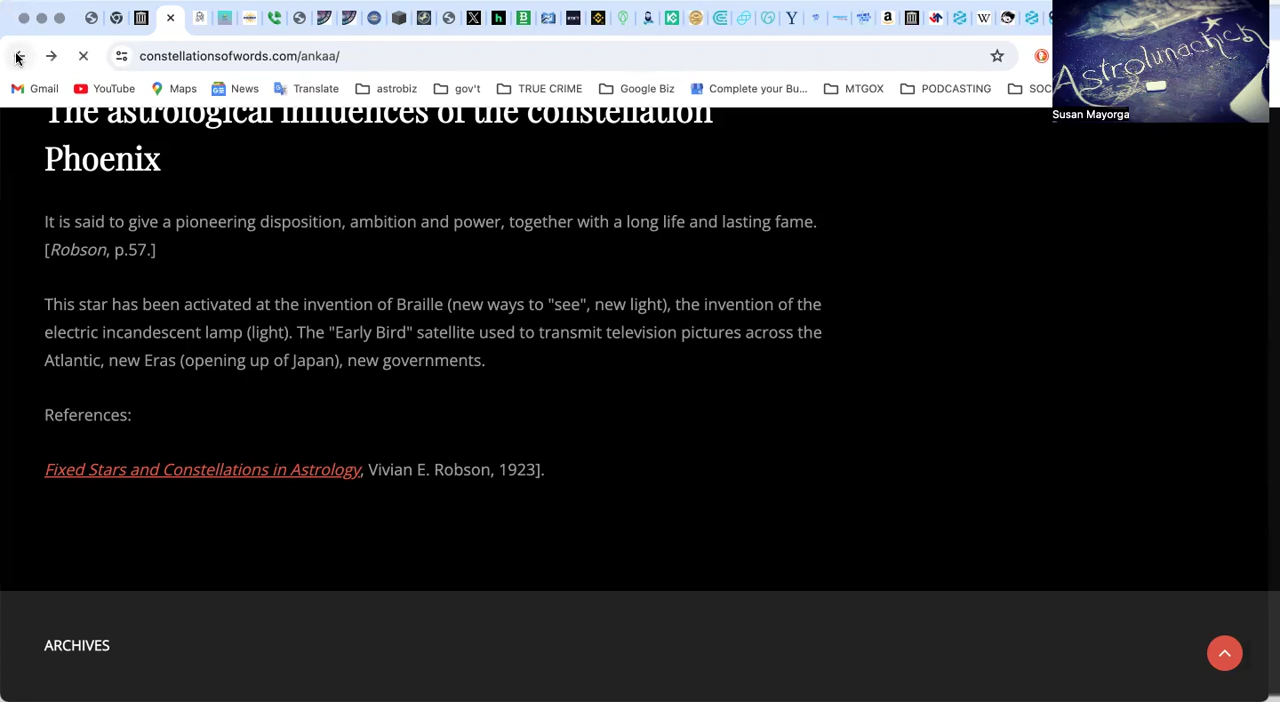 constellationsofwords.com/ankaa/
Gmail YouTube Maps News Translate astrobiz gov't TRUE CRIME Google Biz Complete your Bu... MTGOX PODCASTING SOC
Astrolunachick
Susan Mayorga
The astrological influences of the constellation
Phoenix
It is said to give a pioneering disposition, ambition and power, together with a long life and lasting fame.
[Robson, p.57.]
This star has been activated at the invention of Braille (new ways to "see", new light), the invention of the
electric incandescent lamp (light). The "Early Bird" satellite used to transmit television pictures across the
Atlantic, new Eras (opening up of Japan), new governments.
References:
Fixed Stars and Constellations in Astrology, Vivian E. Robson, 1923].
ARCHIVES